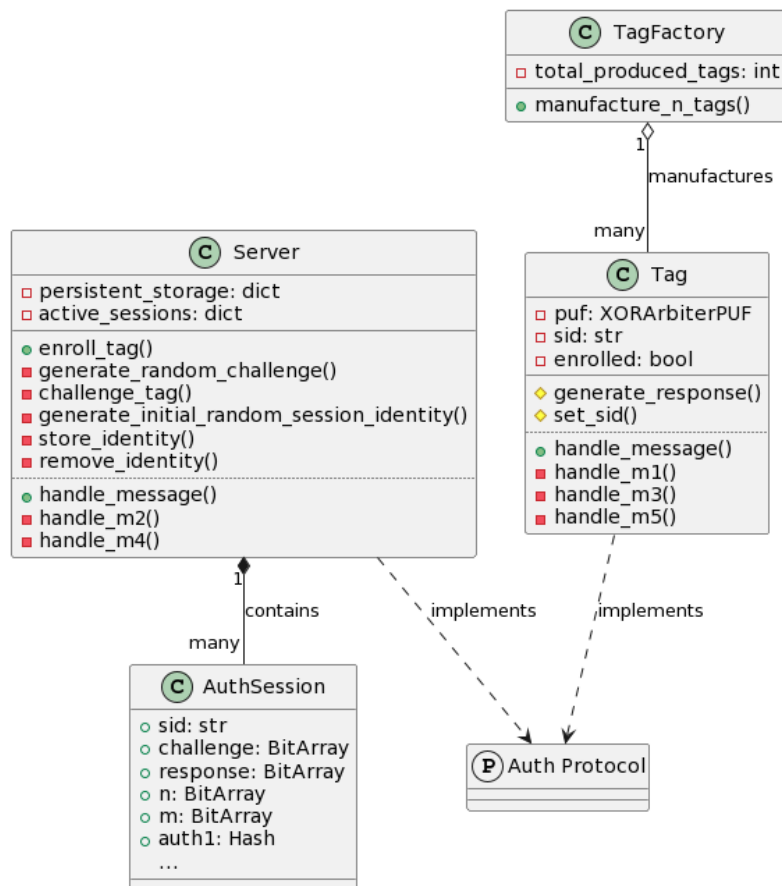 C TagFactory
total_produced_tags: int
manufacture_n_tags()
1
manufactures
many
C Server
persistent_storage: dict
active_sessions: dict
enroll_tag()
generate_random_challenge()
challenge_tag()
generate_initial_random_session_identity()
store_identity()
remove_identity()
handle_message()
handle_m2()
handle_m4()
C Tag
puf: XORArbiterPUF
sid: str
enrolled: bool
generate_response()
set_sid()
handle_message()
handle_m1()
handle_m3()
handle_m5()
1
contains
many
implements
implements
C AuthSession
sid: str
challenge: BitArray
response: BitArray
n: BitArray
m: BitArray
auth1: Hash
...
P Auth Protocol